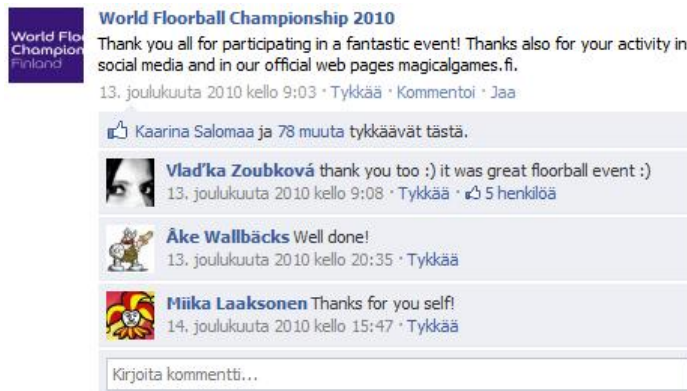 World Floorball Championship 2010
World Flo
Champion
Finland
Thank you all for participating in a fantastic event! Thanks also for your activity in
social media and in our official web pages magicalgames.fi.
13. joulukuuta 2010 kello 9:03 · Tykkää · Kommentoi · Jaa
Kaarina Salomaa ja 78 muuta tykkäävät tästä.
Vlaďka Zoubková thank you too :) it was great floorball event :)
13. joulukuuta 2010 kello 9:08 · Tykkää · 5 henkilöä
Åke Wallbäcks Well done!
13. joulukuuta 2010 kello 20:35 · Tykkää
Miika Laaksonen Thanks for you self!
14. joulukuuta 2010 kello 15:47 · Tykkää
Kirjoita kommentti...